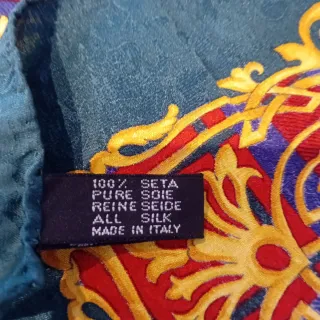 100% SETA
PURE SOIE
REINE SEIDE
ALL SILK
MADE IN ITALY